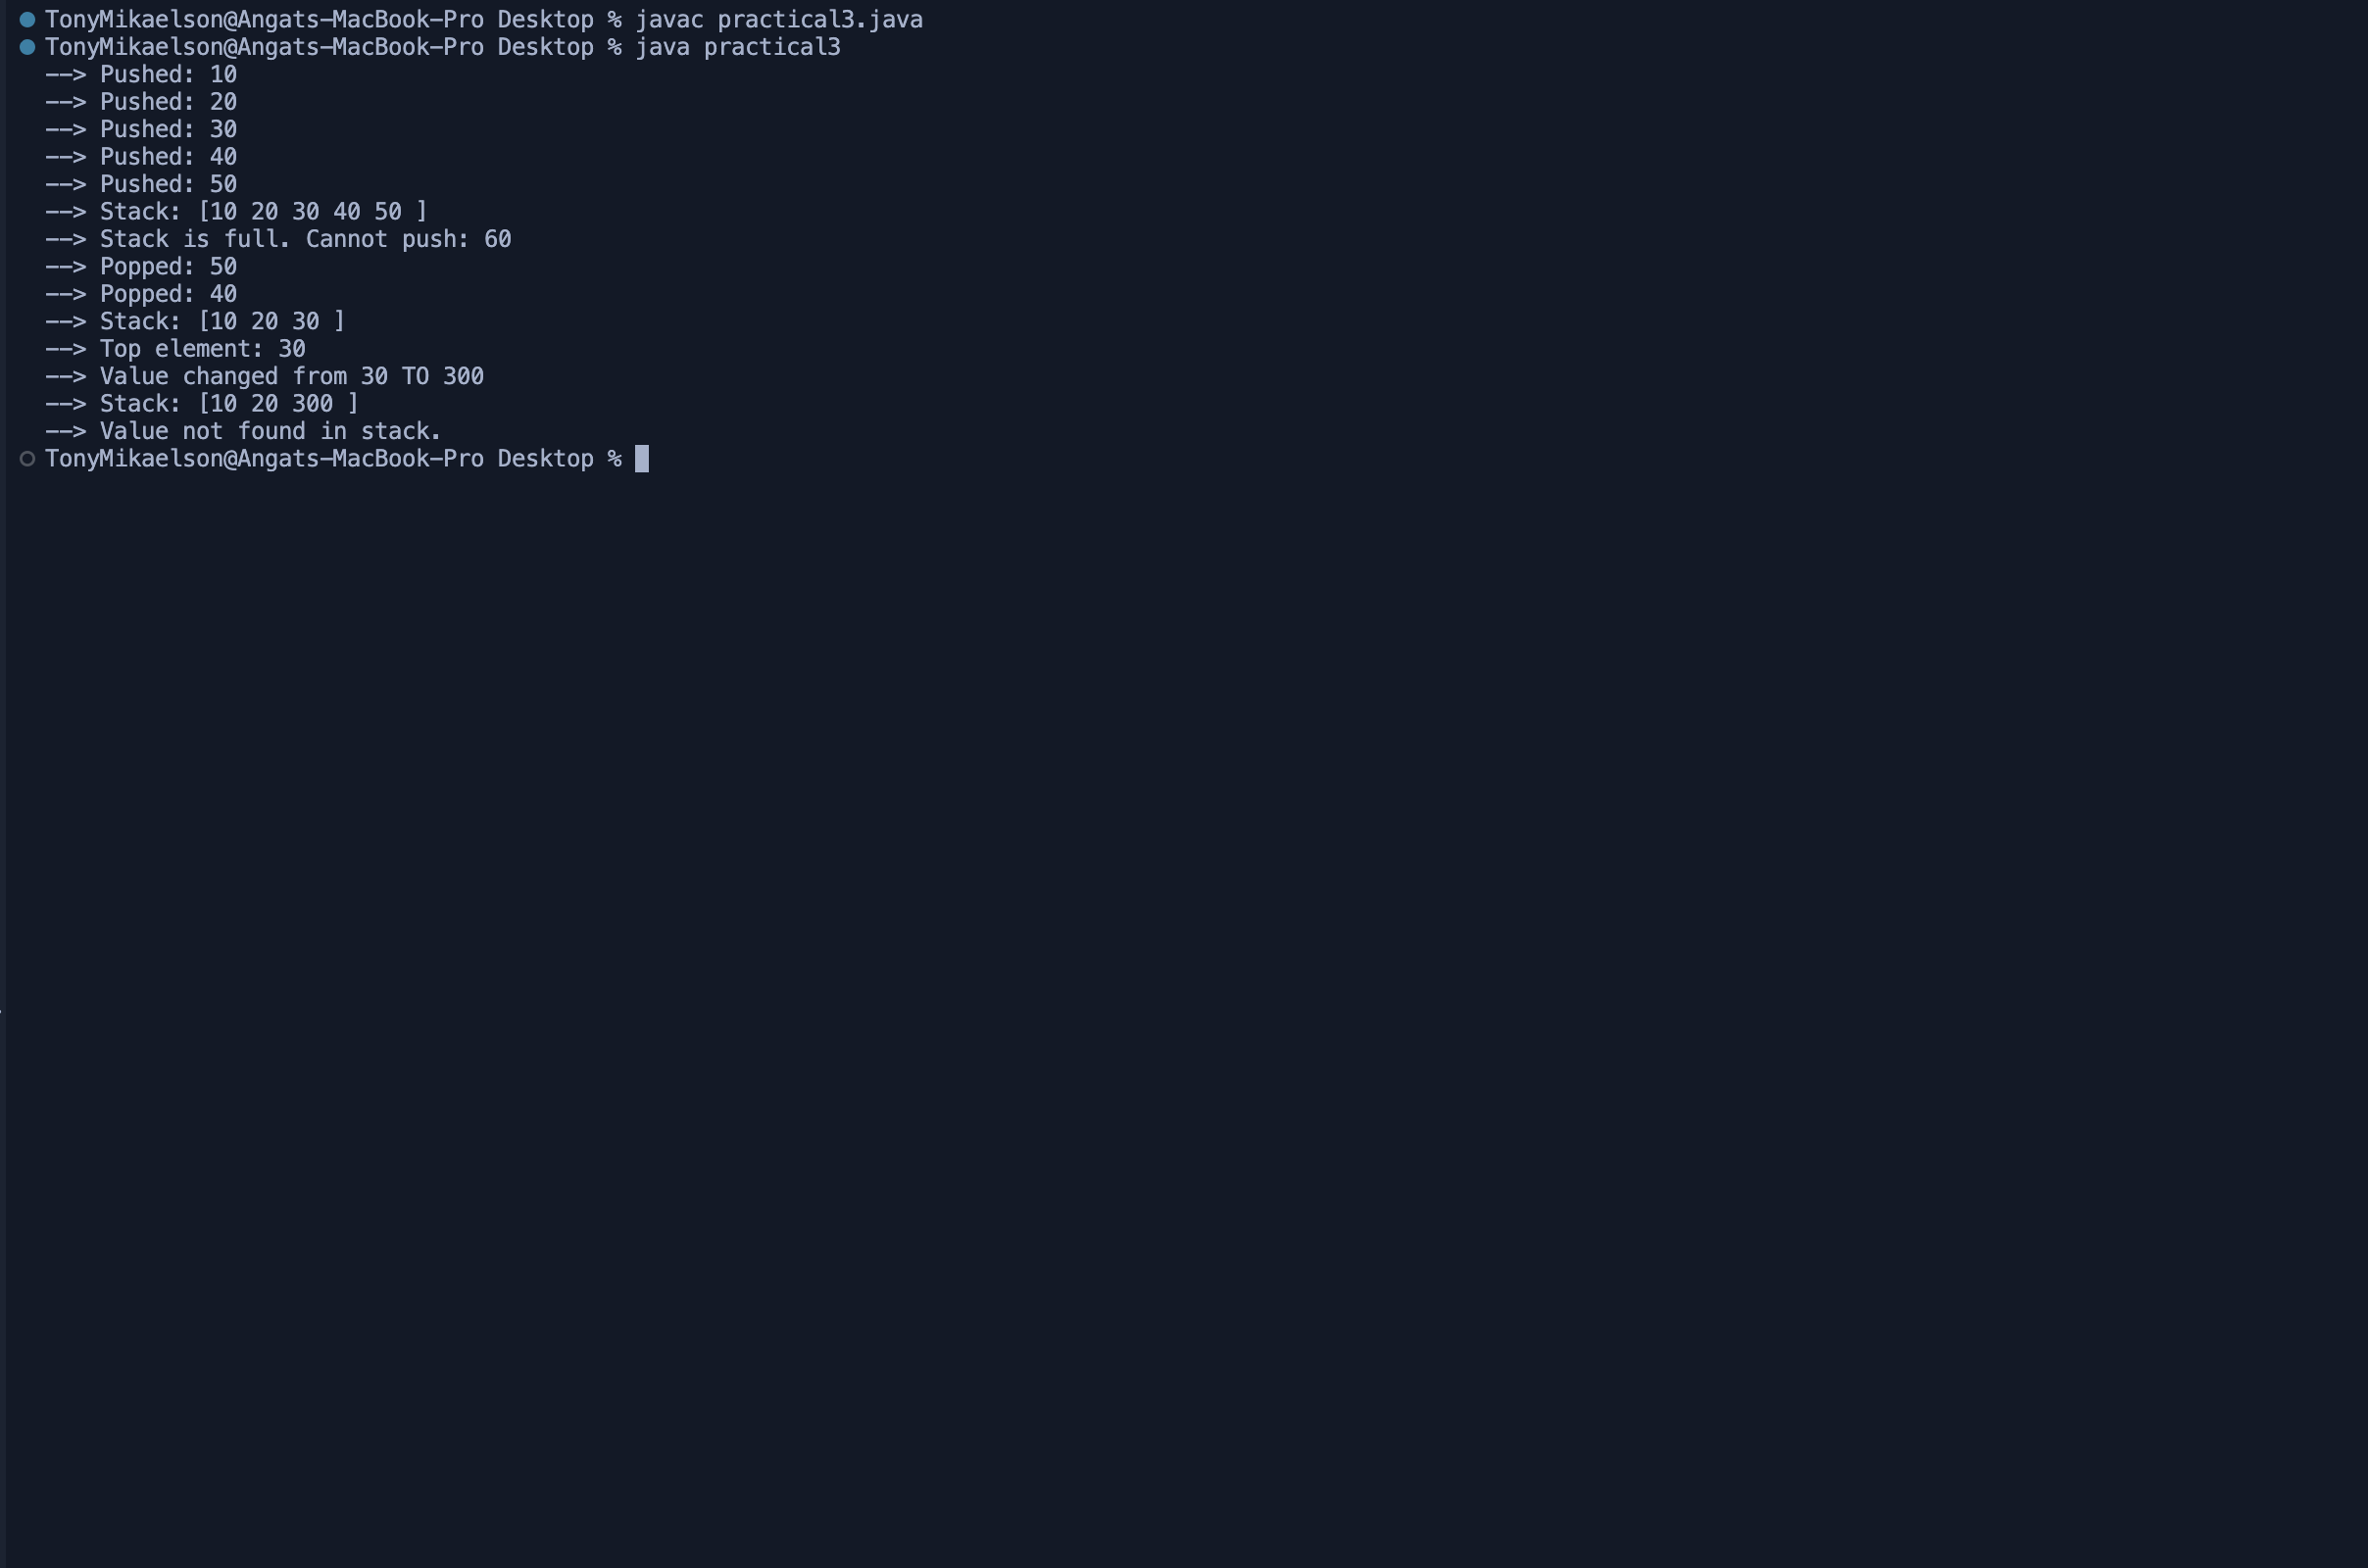 TonyMikaelson@Angats-MacBook-Pro Desktop % javac practical3.java
TonyMikaelson@Angats-MacBook-Pro Desktop % java practical3
--> Pushed: 10
--> Pushed: 20
--> Pushed: 30
--> Pushed: 40
--> Pushed: 50
--> Stack: [10 20 30 40 50 ]
--> Stack is full. Cannot push: 60
--> Popped: 50
--> Popped: 40
--> Stack: [10 20 30 ]
--> Top element: 30
--> Value changed from 30 TO 300
--> Stack: [10 20 300 ]
--> Value not found in stack.
TonyMikaelson@Angats-MacBook-Pro Desktop %